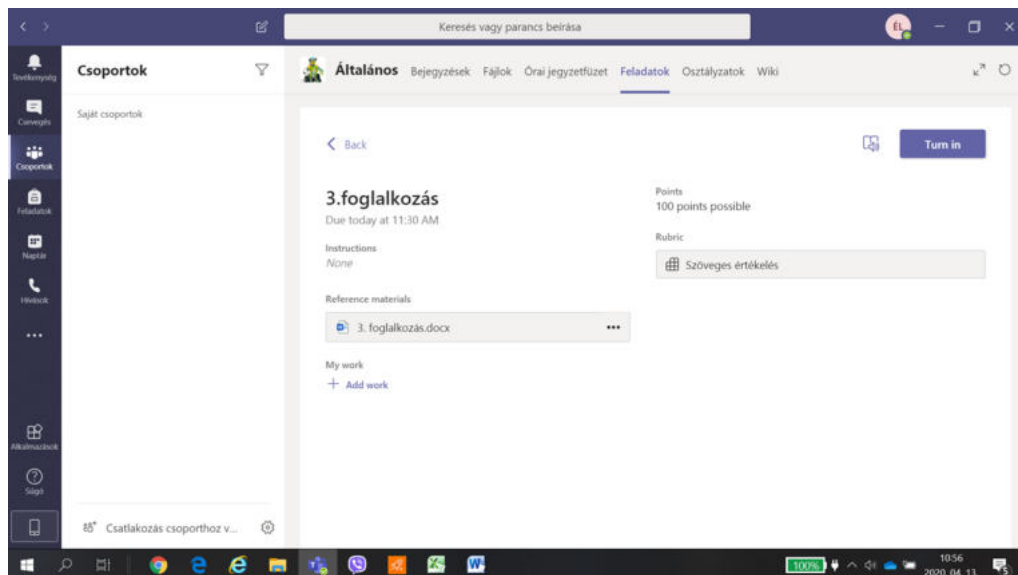 Keresés vagy parancs beírása
ÉL
Tevékenység
Csevegés
Csoportok
Feladatok
Naptár
Hívások
Alkalmazások
Súgó
Csoportok
Saját csoportok
Csatlakozás csoporthoz v...
Általános Bejegyzések Fájlok Órai jegyzetfüzet Feladatok Osztályzatok Wiki
Back
Turn in
3.foglalkozás
Due today at 11:30 AM
Instructions
None
Reference materials
3. foglalkozás.docx
My work
Add work
Points
100 points possible
Rubric
Szöveges értékelés
100%
10:56
2020. 04. 13.